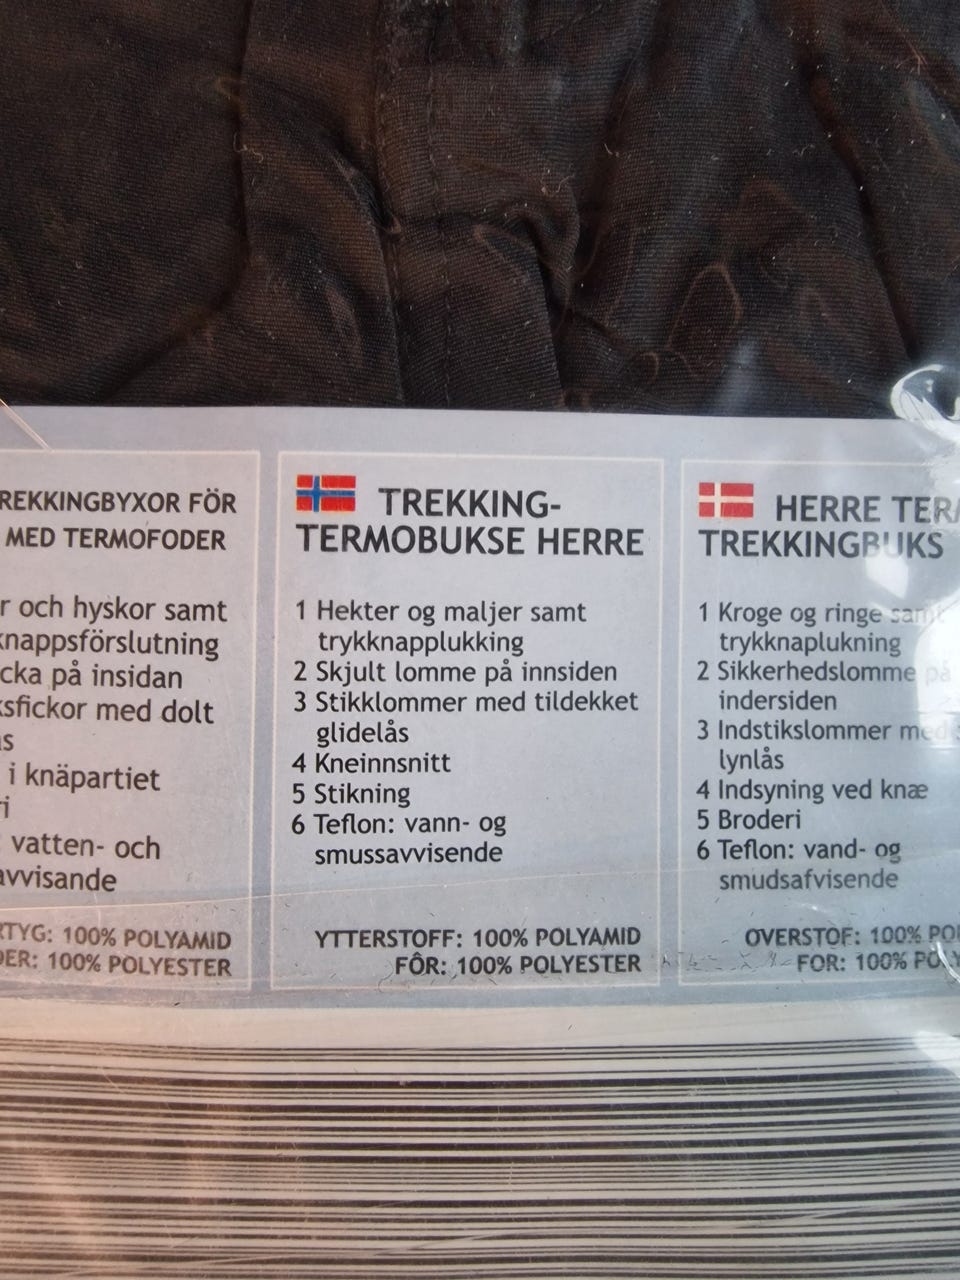 REKKINGBYXOR FÖR
MED TERMOFODER
r och hyskor samt
knappsförslutning
cka på insidan
ksfickor med dolt
s
i knäpartiet
ri
vatten- och
avvisande
RTYG: 100% POLYAMID
DER: 100% POLYESTER
TREKKING-
TERMOBUKSE HERRE
1 Hekter og maljer samt
trykknapplukking
2 Skjult lomme på innsiden
3 Stikklommer med tildekket
glidelås
4 Kneinnsnitt
5 Stikning
6 Teflon: vann- og
smussavvisende
YTTERSTOFF: 100% POLYAMID
FÔR: 100% POLYESTER
HERRE TER
TREKKINGBUKS
1 Kroge og ringe samt
trykknaplukning
2 Sikkerhedslomme på
indersiden
3 Indstikslommer med
lynlås
4 Indsyning ved knæ
5 Broderi
6 Teflon: vand- og
smudsafvisende
OVERSTOF: 100% PO
FOR: 100% POLY